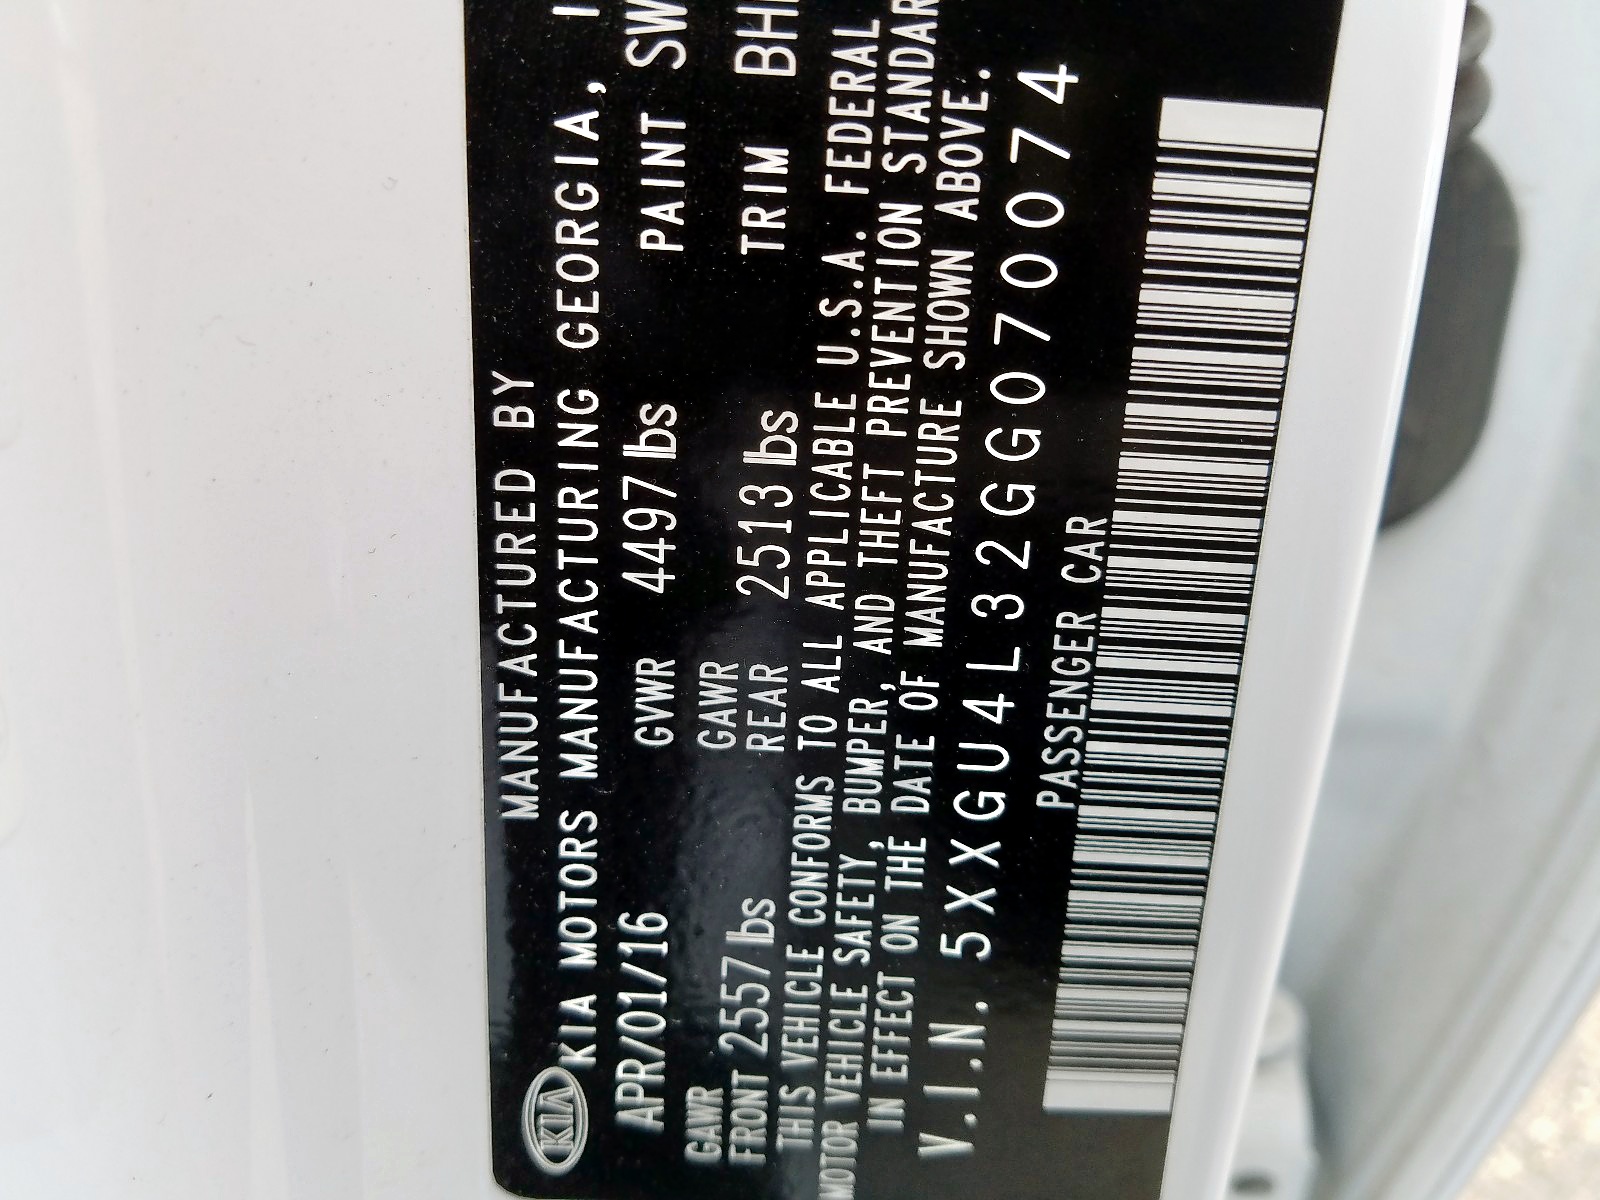 MANUFACTURED BY
KIA KIA MOTORS MANUFACTURING GEORGIA,
APR/01/16 GVWR 4497 lbs PAINT SW
GAWR GAWR
FRONT 2557 lbs REAR 2513 lbs TRIM BH
THIS VEHICLE CONFORMS TO ALL APPLICABLE U.S.A. FEDERAL
MOTOR VEHICLE SAFETY, BUMPER, AND THEFT PREVENTION STANDAR
IN EFFECT ON THE DATE OF MANUFACTURE SHOWN ABOVE.
V.I.N. 5XXGU4L32GG070074
PASSENGER CAR